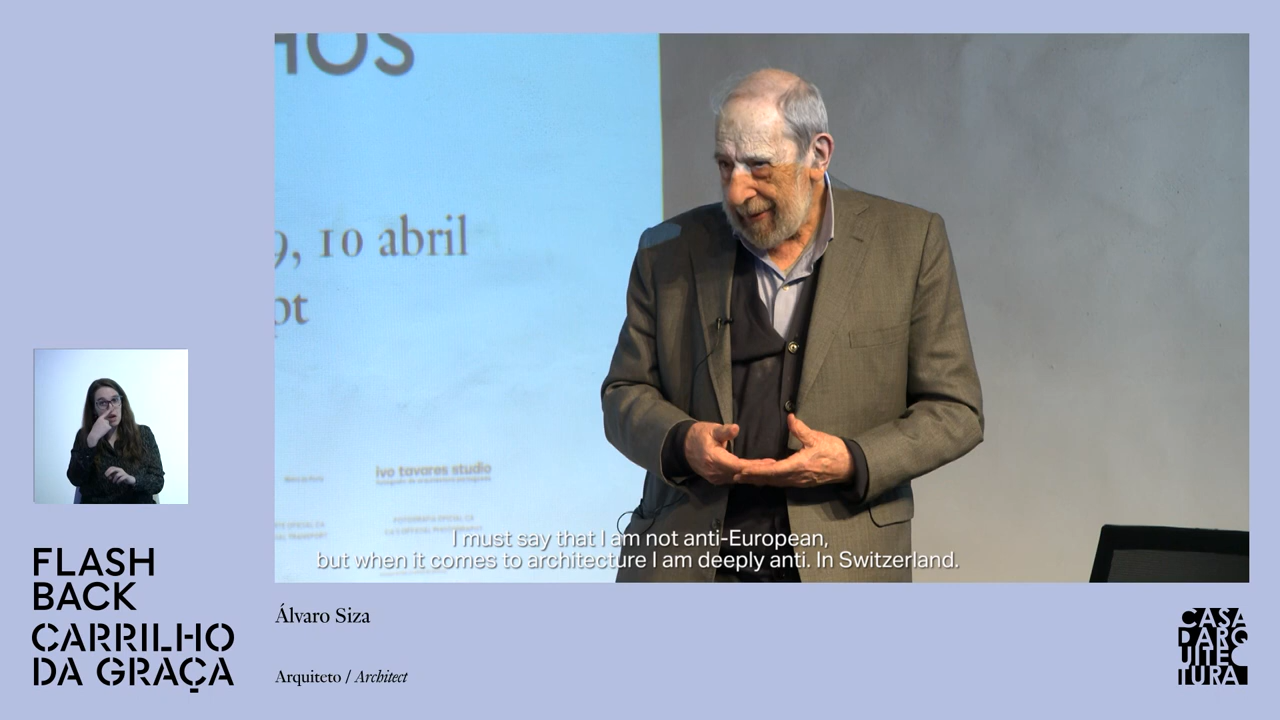 HOS
9, 10 abril
pt
ivo tavares studio
I must say that I am not anti-European,
but when it comes to architecture I am deeply anti. In Switzerland.
FLASH
BACK
CARRILHO
DA GRAÇA
Álvaro Siza
Arquiteto / Architect
CASA
DARQ
UITEC
TURA